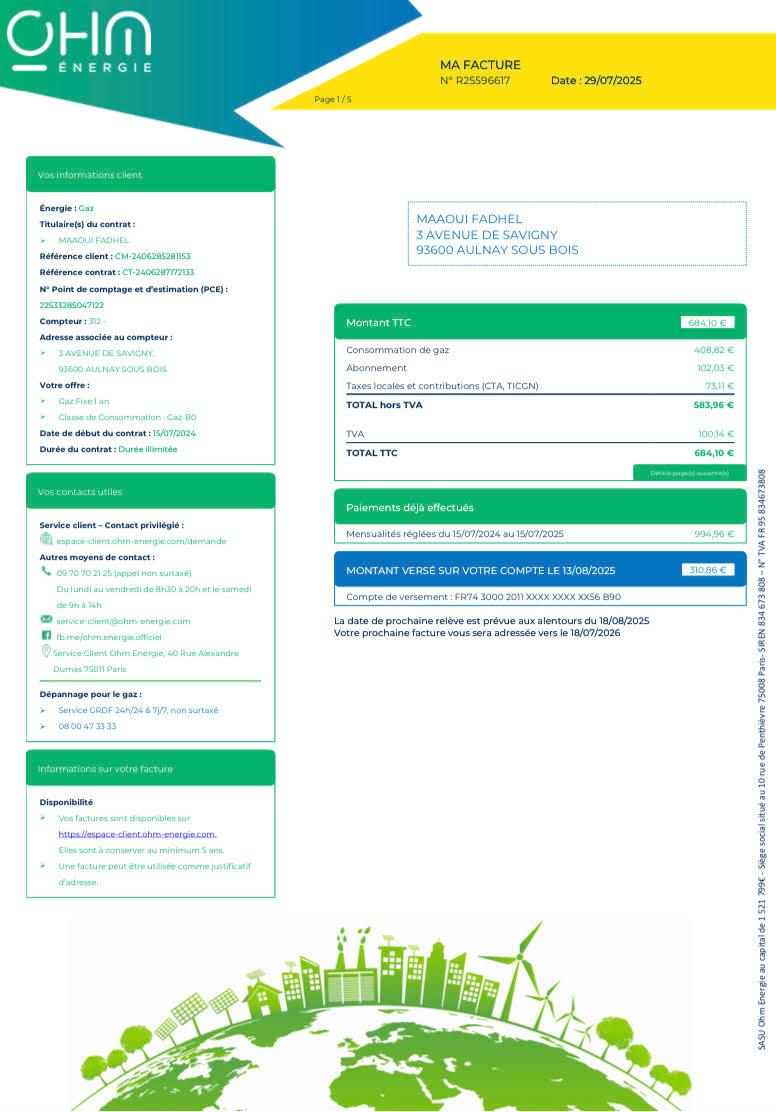 OHM
ÉNERGIE
MA FACTURE
N° R25596617 Date : 29/07/2025
Page 1 / 5
Vos informations client
Énergie : Gaz
Titulaire(s) du contrat :
➢ MAAOUI FADHEL
Référence client : CM-2406285281153
Référence contrat : CT-2406287172133
N° Point de comptage et d'estimation (PCE) :
22533285047122
Compteur : 312 -
Adresse associée au compteur :
➢ 3 AVENUE DE SAVIGNY,
93600 AULNAY SOUS BOIS
Votre offre :
➢ Gaz Fixe 1 an
➢ Classe de Consommation : Gaz-B0
Date de début du contrat : 15/07/2024
Durée du contrat : Durée illimitée
Vos contacts utiles
Service client – Contact privilégié :
espace-client.ohm-energie.com/demande
Autres moyens de contact :
09 70 70 21 25 (appel non surtaxé)
Du lundi au vendredi de 8h30 à 20h et le samedi
de 9h à 14h
service-client@ohm-energie.com
fb.me/ohm.energie.officiel
Service Client Ohm Energie, 40 Rue Alexandre
Dumas 75011 Paris
Dépannage pour le gaz :
➢ Service GRDF 24h/24 & 7j/7, non surtaxé
➢ 08 00 47 33 33
Informations sur votre facture
Disponibilité
➢ Vos factures sont disponibles sur
https://espace-client.ohm-energie.com.
Elles sont à conserver au minimum 5 ans.
➢ Une facture peut être utilisée comme justificatif
d'adresse.
MAAOUI FADHEL
3 AVENUE DE SAVIGNY
93600 AULNAY SOUS BOIS
Montant TTC 684,10 €
Consommation de gaz 408,82 €
Abonnement 102,03 €
Taxes locales et contributions (CTA, TICGN) 73,11 €
TOTAL hors TVA 583,96 €
TVA 100,14 €
TOTAL TTC 684,10 €
Détails page(s) suivante(s)
Paiements déjà effectués
Mensualités réglées du 15/07/2024 au 15/07/2025 994,96 €
MONTANT VERSÉ SUR VOTRE COMPTE LE 13/08/2025 310,86 €
Compte de versement : FR74 3000 2011 XXXX XXXX XX56 B90
La date de prochaine relève est prévue aux alentours du 18/08/2025
Votre prochaine facture vous sera adressée vers le 18/07/2026
SASU Ohm Energie au capital de 1 521 799€ - Siège social situé au 10 rue de Penthièvre 75008 Paris- SIREN 834 673 808 – N° TVA FR 95 834673808